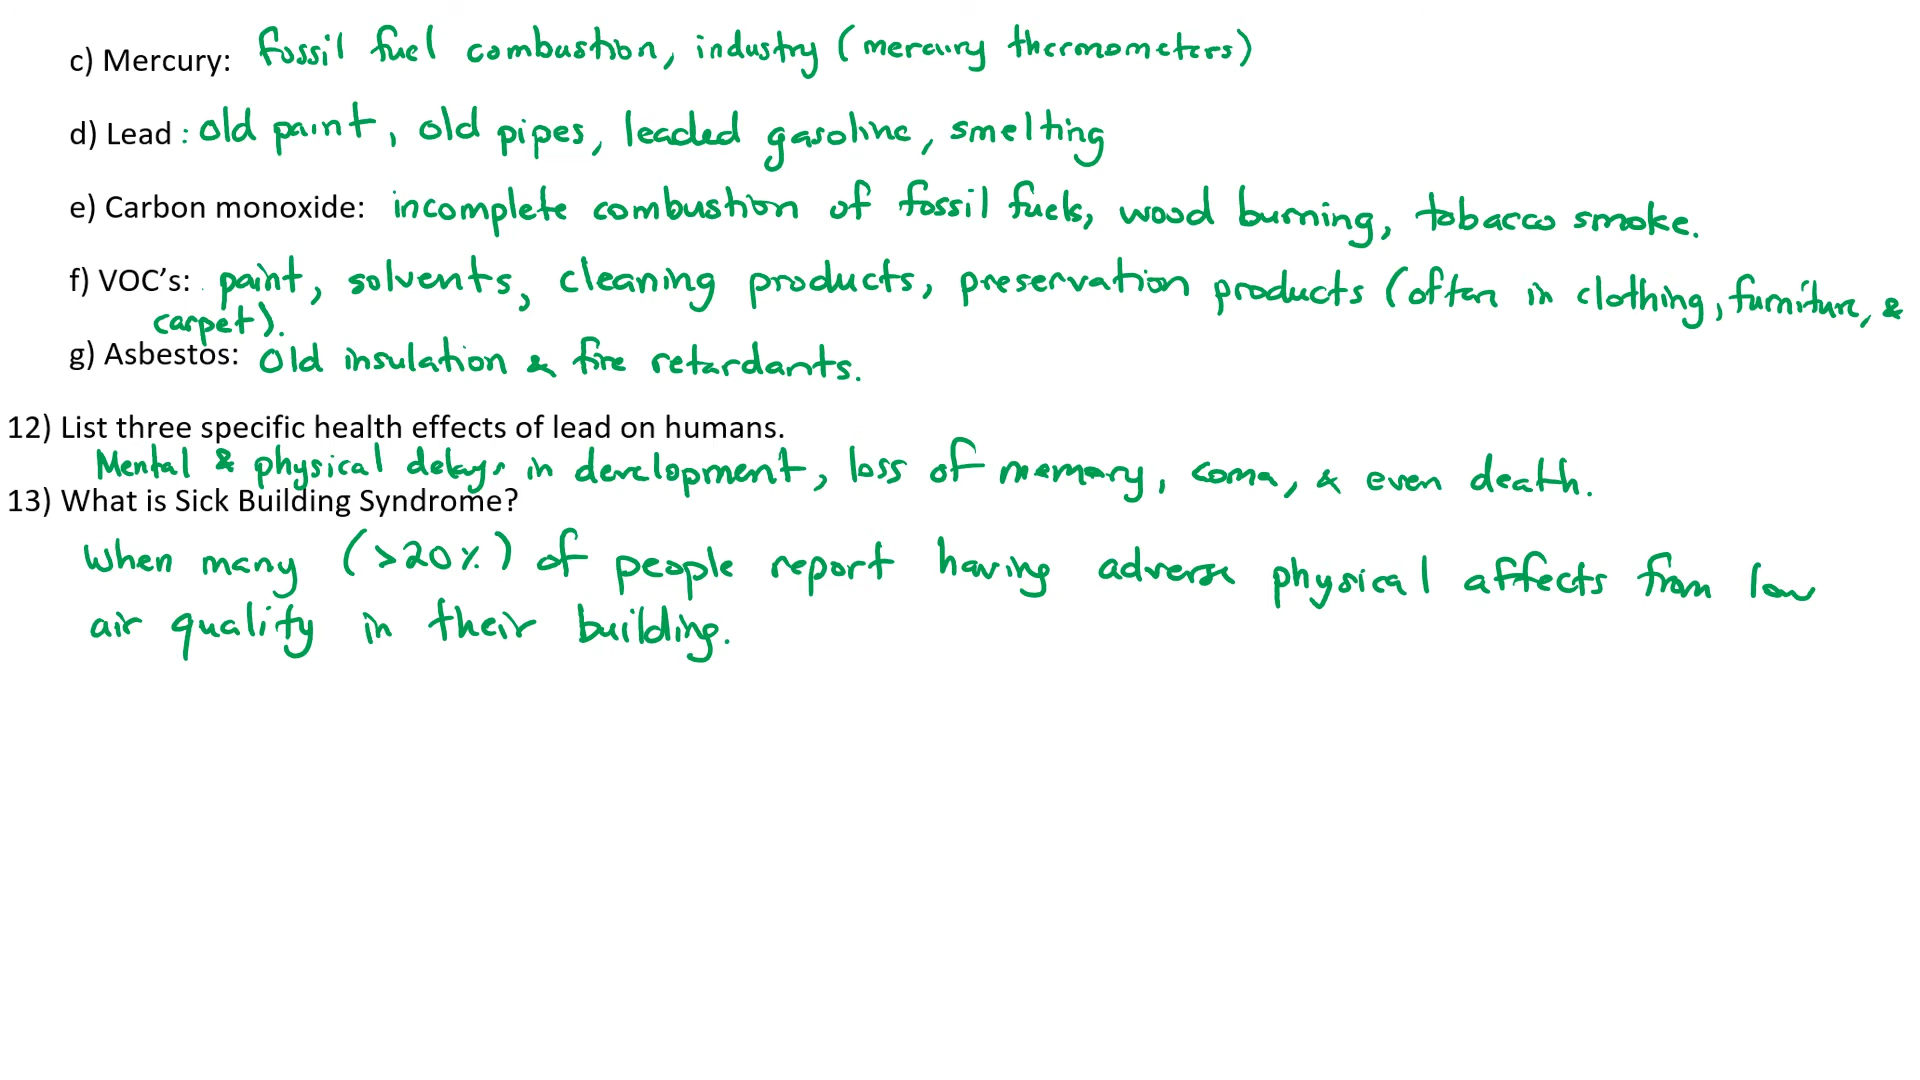 c) Mercury: fossil fuel combustion, industry (mercury thermometers)
d) Lead : old paint, old pipes, leaded gasoline, smelting
e) Carbon monoxide: incomplete combustion of fossil fuels, wood burning, tobacco smoke.
f) VOC’s: paint, solvents, cleaning products, preservation products (often in clothing, furniture, &
carpet).
g) Asbestos: Old insulation & fire retardants.
12) List three specific health effects of lead on humans.
Mental & physical delays in development, loss of memory, coma, & even death.
13) What is Sick Building Syndrome?
When many (>20%) of people report having adverse physical affects from low
air quality in their building.